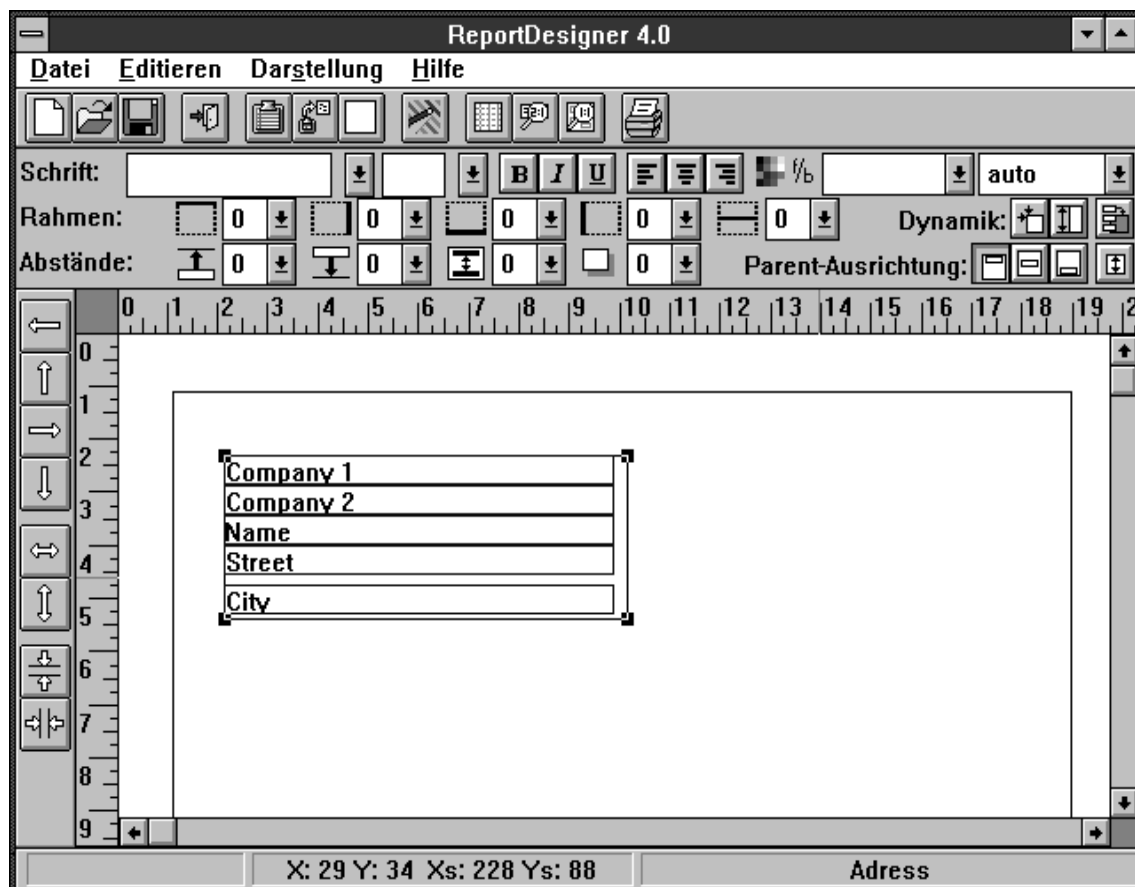 ReportDesigner 4.0
Datei Editieren Darstellung Hilfe
Schrift: B I U f/b auto
Rahmen: 0 0 0 0 0 Dynamik:
Abstände: 0 0 0 0 Parent-Ausrichtung:
0 1 2 3 4 5 6 7 8 9 10 11 12 13 14 15 16 17 18 19 2
0
1
2
Company 1
Company 2
3
Name
Street
4
City
5
6
7
8
9
X: 29 Y: 34 Xs: 228 Ys: 88 Adress